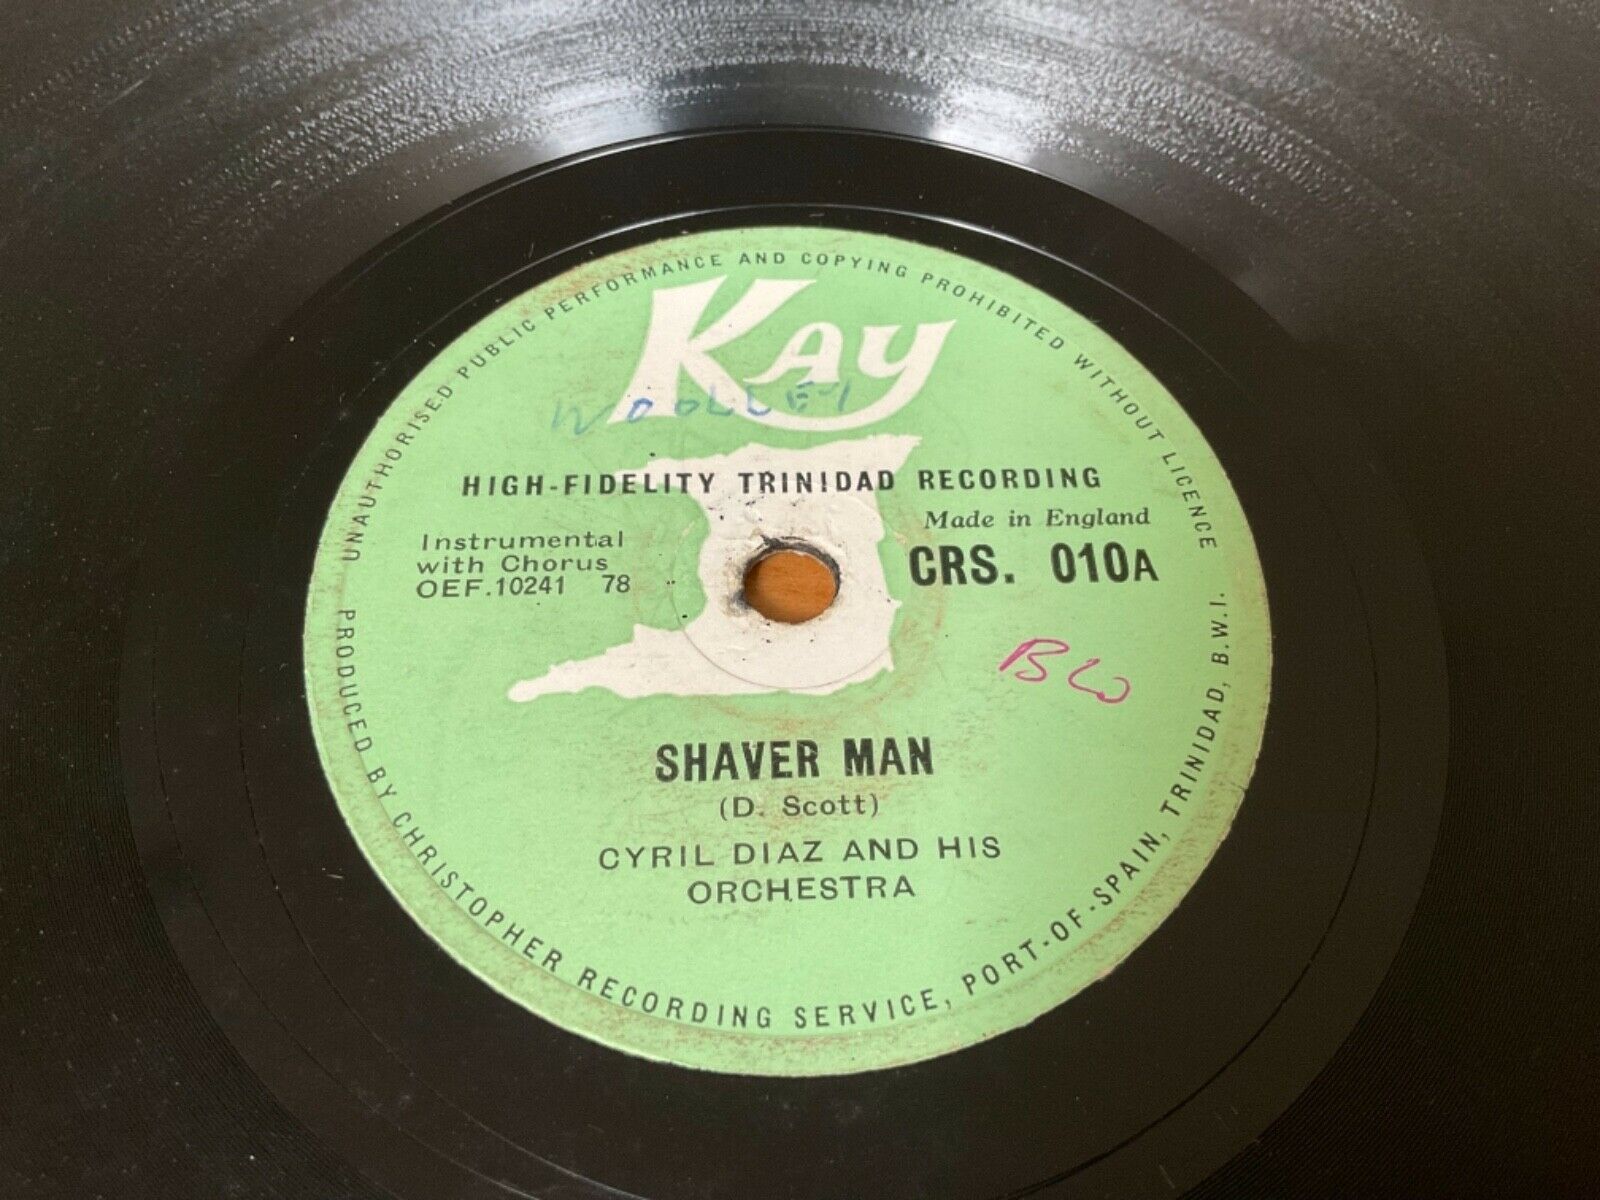 UNAUTHORISED PUBLIC PERFORMANCE AND COPYING PROHIBITED WITHOUT LICENCE
Kay
WOOLLEY
HIGH-FIDELITY TRINIDAD RECORDING
Instrumental
with Chorus
OEF.10241 78
Made in England
CRS. 010A
SHAVER MAN
(D. Scott)
CYRIL DIAZ AND HIS
ORCHESTRA
PRODUCED BY CHRISTOPHER RECORDING SERVICE, PORT-OF-SPAIN, TRINIDAD, B.W.I.